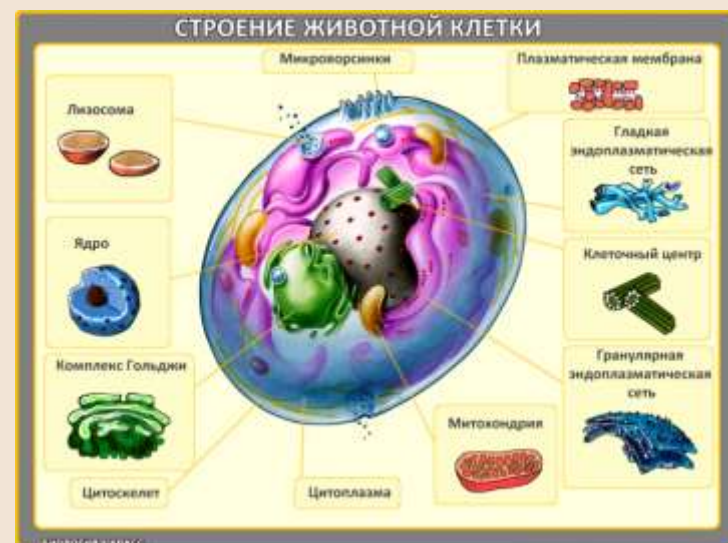 СТРОЕНИЕ ЖИВОТНОЙ КЛЕТКИ
Микроворсинки
Плазматическая мембрана
Лизосома
Гладкая
эндоплазматическая
сеть
Ядро
Клеточный центр
Комплекс Гольджи
Гранулярная
эндоплазматическая
сеть
Митохондрия
Цитоскелет
Цитоплазма